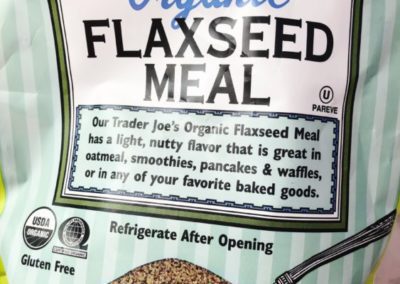 Organic
FLAXSEED
MEAL
U
PAREVE
Our Trader Joe's Organic Flaxseed Meal
has a light, nutty flavor that is great in
oatmeal, smoothies, pancakes & waffles,
or in any of your favorite baked goods.
USDA
ORGANIC
Refrigerate After Opening
Gluten Free